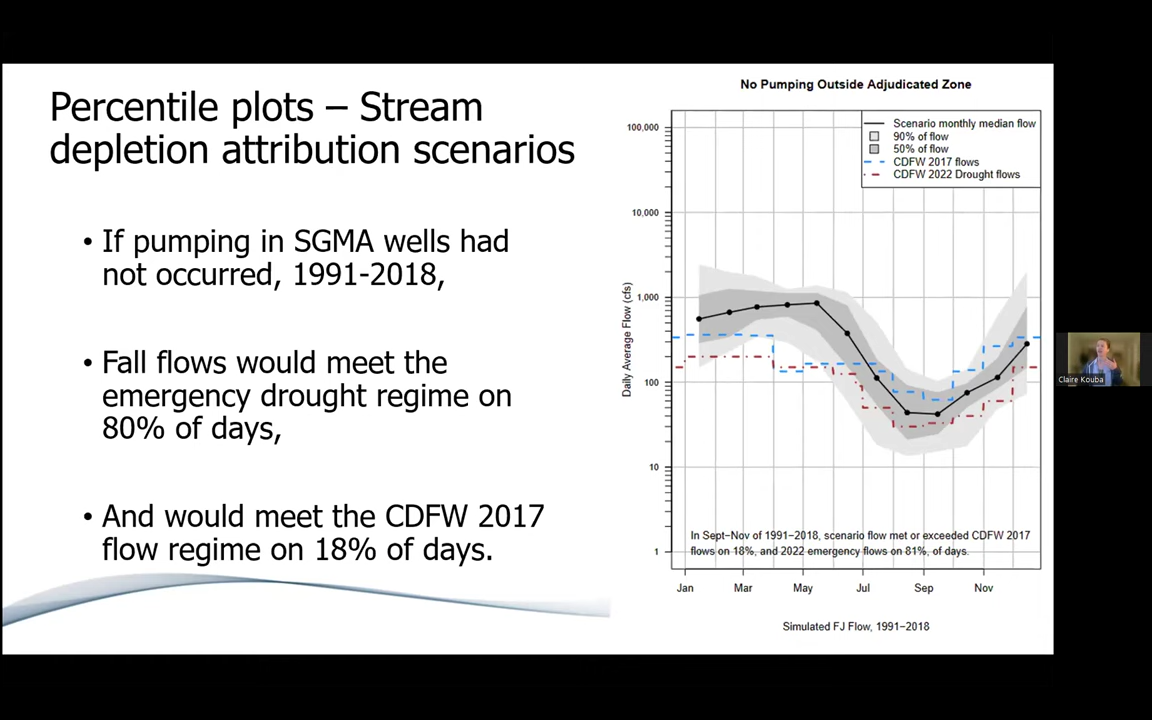 Percentile plots – Stream
depletion attribution scenarios
• If pumping in SGMA wells had
not occurred, 1991-2018,
• Fall flows would meet the
emergency drought regime on
80% of days,
• And would meet the CDFW 2017
flow regime on 18% of days.
No Pumping Outside Adjudicated Zone
Scenario monthly median flow
90% of flow
50% of flow
CDFW 2017 flows
CDFW 2022 Drought flows
Daily Average Flow (cfs)
100,000
10,000
1,000
100
10
1
In Sept−Nov of 1991−2018, scenario flow met or exceeded CDFW 2017
flows on 18%, and 2022 emergency flows on 81%, of days.
Jan Mar May Jul Sep Nov
Simulated FJ Flow, 1991−2018
Claire Kouba